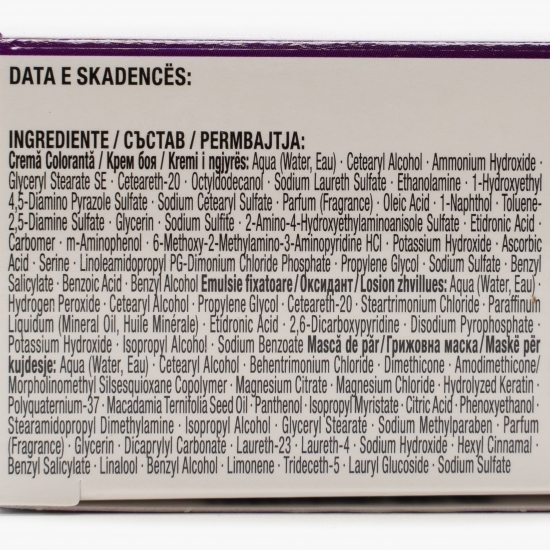 DATA E SKADENCËS:
INGREDIENTE / СЪСТАВ / PERMBAJTJA:
Cremă Colorantă / Крем боя / Kremi i ngjyrës: Aqua (Water, Eau) · Cetearyl Alcohol · Ammonium Hydroxide ·
Glyceryl Stearate SE · Ceteareth-20 · Octyldodecanol · Sodium Laureth Sulfate · Ethanolamine · 1-Hydroxyethyl
4,5-Diamino Pyrazole Sulfate · Sodium Cetearyl Sulfate · Parfum (Fragrance) · Oleic Acid · 1-Naphthol · Toluene-
2,5-Diamine Sulfate · Glycerin · Sodium Sulfite · 2-Amino-4-Hydroxyethylaminoanisole Sulfate · Etidronic Acid ·
Carbomer · m-Aminophenol · 6-Methoxy-2-Methylamino-3-Aminopyridine HCl · Potassium Hydroxide · Ascorbic
Acid · Serine · Linoleamidopropyl PG-Dimonium Chloride Phosphate · Propylene Glycol · Sodium Sulfate · Benzyl
Salicylate · Benzoic Acid · Benzyl Alcohol Emulsie fixatoare / Оксидант / Losion zhvillues: Aqua (Water, Eau) ·
Hydrogen Peroxide · Cetearyl Alcohol · Propylene Glycol · Ceteareth-20 · Steartrimonium Chloride · Paraffinum
Liquidum (Mineral Oil, Huile Minérale) · Etidronic Acid · 2,6-Dicarboxypyridine · Disodium Pyrophosphate ·
Potassium Hydroxide · Isopropyl Alcohol · Sodium Benzoate Mască de păr / Грижовна маска / Maskë për
kujdesje: Aqua (Water, Eau) · Cetearyl Alcohol · Behentrimonium Chloride · Dimethicone · Amodimethicone/
Morpholinomethyl Silsesquioxane Copolymer · Magnesium Citrate · Magnesium Chloride · Hydrolyzed Keratin ·
Polyquaternium-37 · Macadamia Ternifolia Seed Oil · Panthenol · Isopropyl Myristate · Citric Acid · Phenoxyethanol ·
Stearamidopropyl Dimethylamine · Isopropyl Alcohol · Glyceryl Stearate · Sodium Methylparaben · Parfum
(Fragrance) · Glycerin · Dicaprylyl Carbonate · Laureth-23 · Laureth-4 · Sodium Hydroxide · Hexyl Cinnamal ·
Benzyl Salicylate · Linalool · Benzyl Alcohol · Limonene · Trideceth-5 · Lauryl Glucoside · Sodium Sulfate